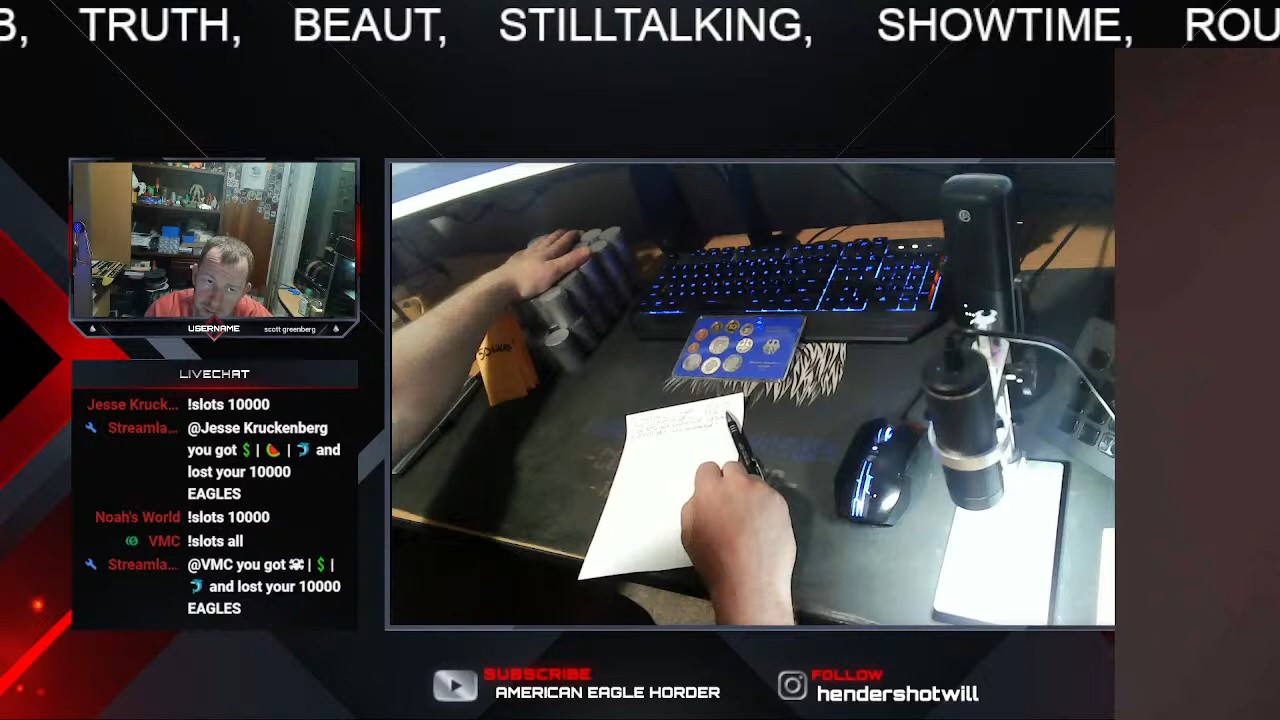 TRUTH, BEAUT, STILLTALKING, SHOWTIME, ROU
USERNAME
scott greenberg
LIVECHAT
Jesse Kruck... !slots 10000
Streamla... @Jesse Kruckenberg
you got 💲 | 🍉 | 🐬 and
lost your 10000
EAGLES
Noah's World !slots 10000
VMC !slots all
Streamla... @VMC you got ☠ | 💲 |
🐬 and lost your 10000
EAGLES
SUBSCRIBE
AMERICAN EAGLE HORDER
FOLLOW
hendershotwill